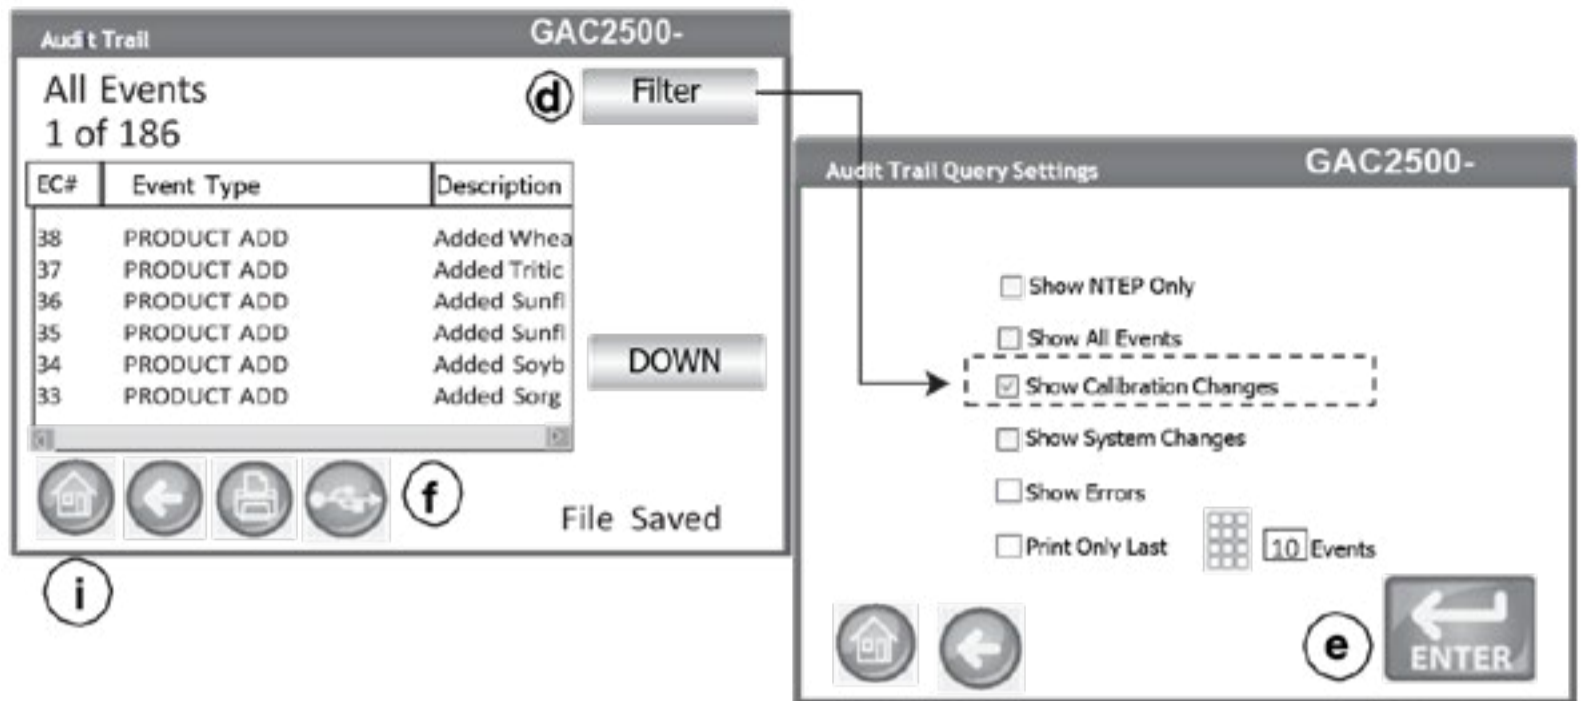 Audit Trail GAC2500-
All Events
1 of 186
d Filter
EC# Event Type Description
38 PRODUCT ADD Added Whea
37 PRODUCT ADD Added Tritic
36 PRODUCT ADD Added Sunfl
35 PRODUCT ADD Added Sunfl
34 PRODUCT ADD Added Soyb
33 PRODUCT ADD Added Sorg
DOWN
f
File Saved
i
Audit Trail Query Settings GAC2500-
Show NTEP Only
Show All Events
Show Calibration Changes
Show System Changes
Show Errors
Print Only Last 10 Events
e ENTER